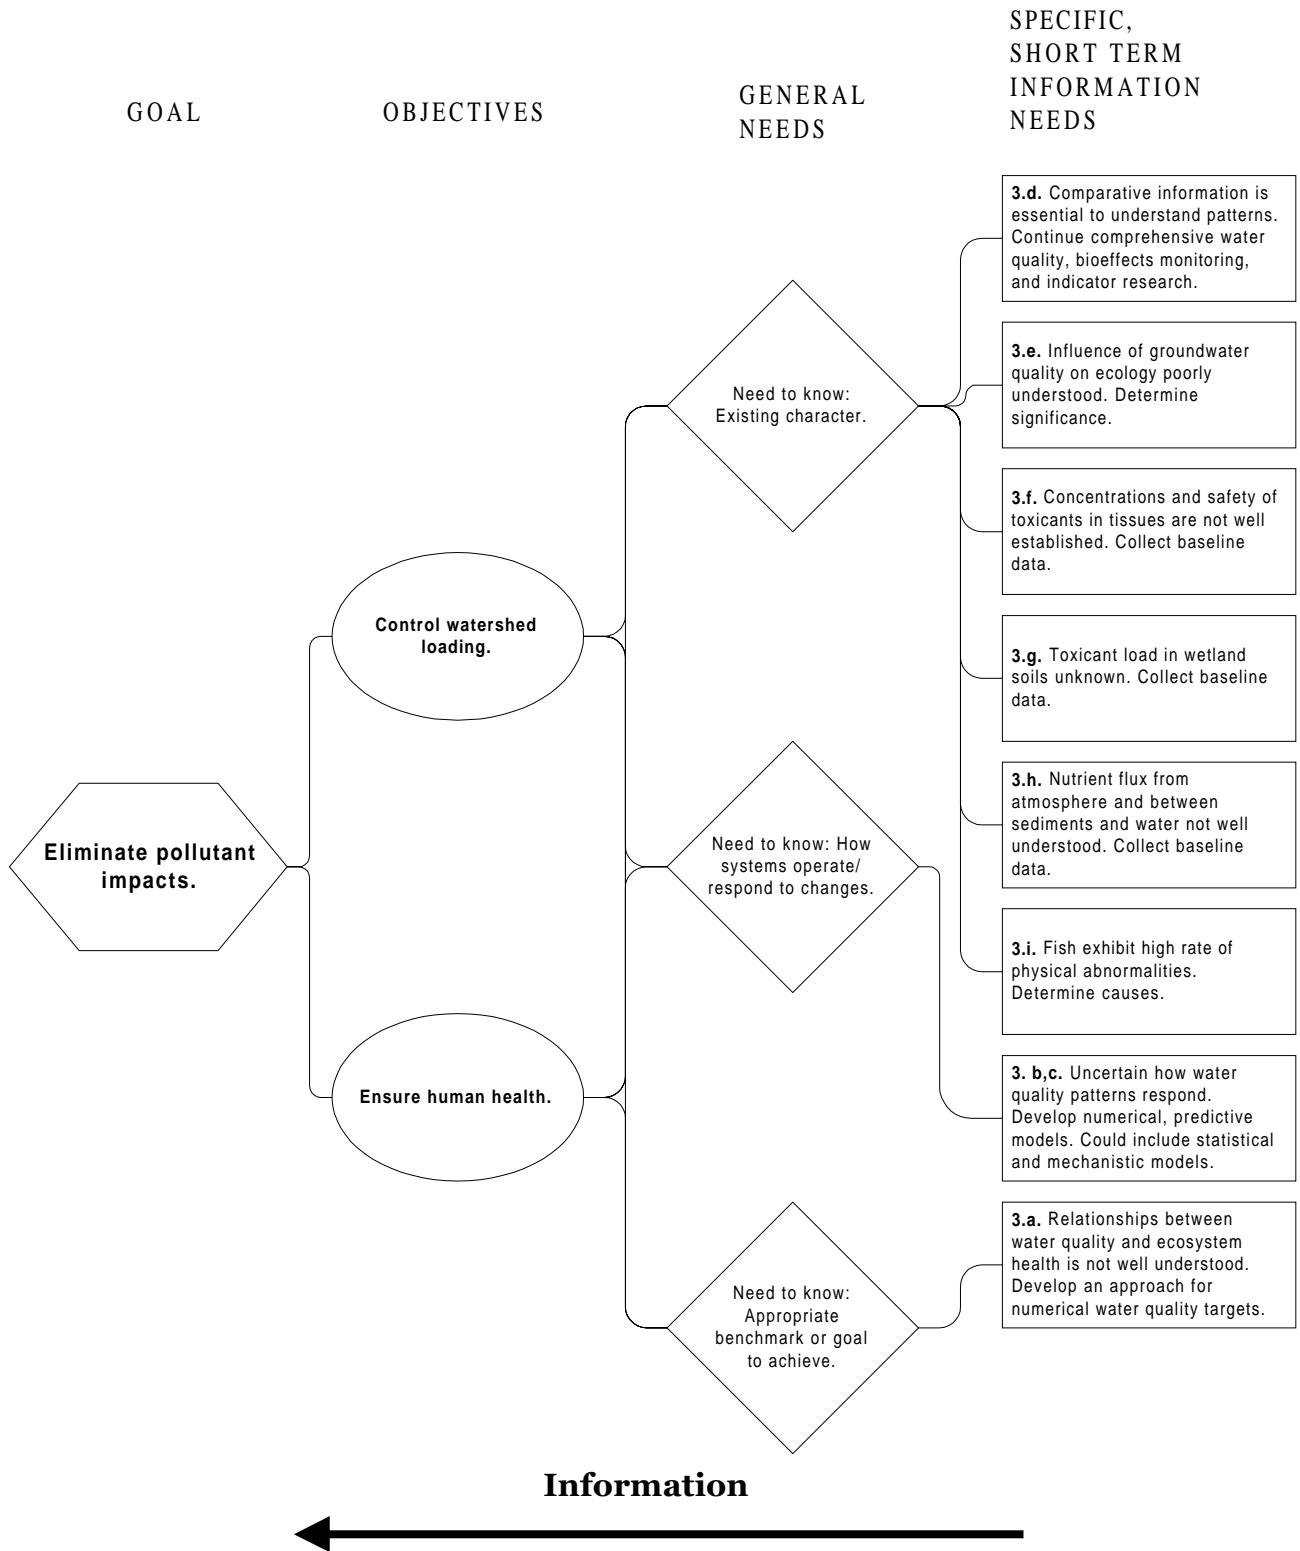 GOAL
OBJECTIVES
GENERAL
NEEDS
SPECIFIC,
SHORT TERM
INFORMATION
NEEDS
Eliminate pollutant
impacts.
Control watershed
loading.
Ensure human health.
Need to know:
Existing character.
Need to know: How
systems operate/
respond to changes.
Need to know:
Appropriate
benchmark or goal
to achieve.
3.d. Comparative information is
essential to understand patterns.
Continue comprehensive water
quality, bioeffects monitoring,
and indicator research.
3.e. Influence of groundwater
quality on ecology poorly
understood. Determine
significance.
3.f. Concentrations and safety of
toxicants in tissues are not well
established. Collect baseline
data.
3.g. Toxicant load in wetland
soils unknown. Collect baseline
data.
3.h. Nutrient flux from
atmosphere and between
sediments and water not well
understood. Collect baseline
data.
3.i. Fish exhibit high rate of
physical abnormalities.
Determine causes.
3. b,c. Uncertain how water
quality patterns respond.
Develop numerical, predictive
models. Could include statistical
and mechanistic models.
3.a. Relationships between
water quality and ecosystem
health is not well understood.
Develop an approach for
numerical water quality targets.
Information